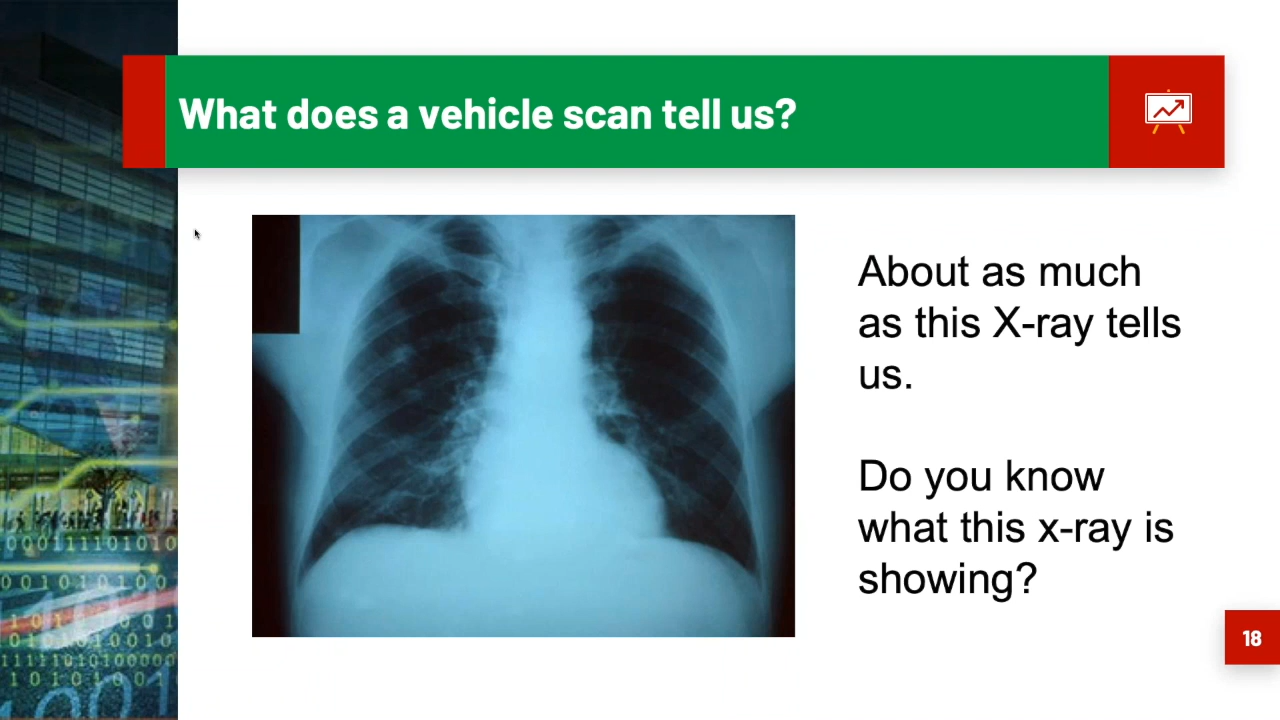 What does a vehicle scan tell us?
About as much
as this X-ray tells
us.
Do you know
what this x-ray is
showing?
18